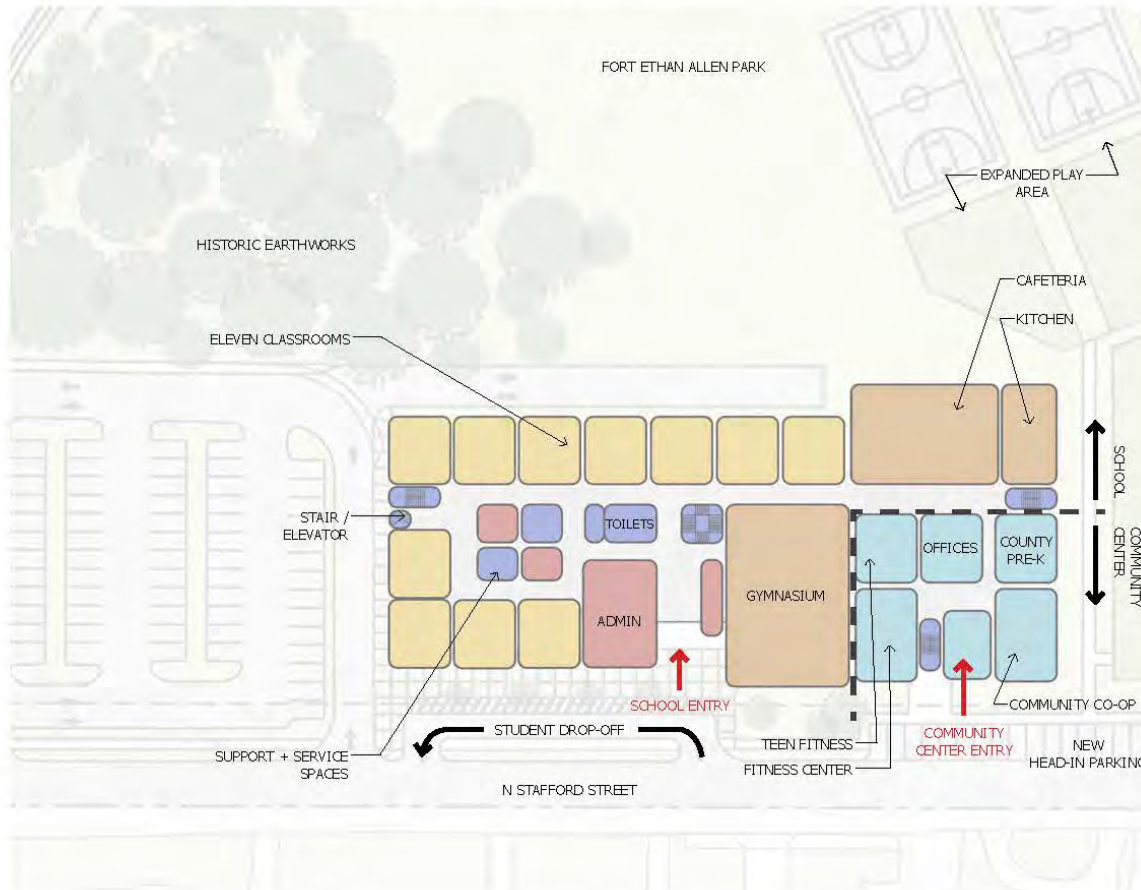 FORT ETHAN ALLEN PARK
EXPANDED PLAY
AREA
HISTORIC EARTHWORKS
CAFETERIA
KITCHEN
ELEVEN CLASSROOMS
SCHOOL
STAIR /
ELEVATOR
TOILETS
OFFICES
COUNTY
PRE-K
COMMUNITY
CENTER
GYMNASIUM
ADMIN
SCHOOL ENTRY
COMMUNITY CO-OP
STUDENT DROP-OFF
TEEN FITNESS
COMMUNITY
CENTER ENTRY
NEW
HEAD-IN PARKING
SUPPORT + SERVICE
SPACES
FITNESS CENTER
N STAFFORD STREET